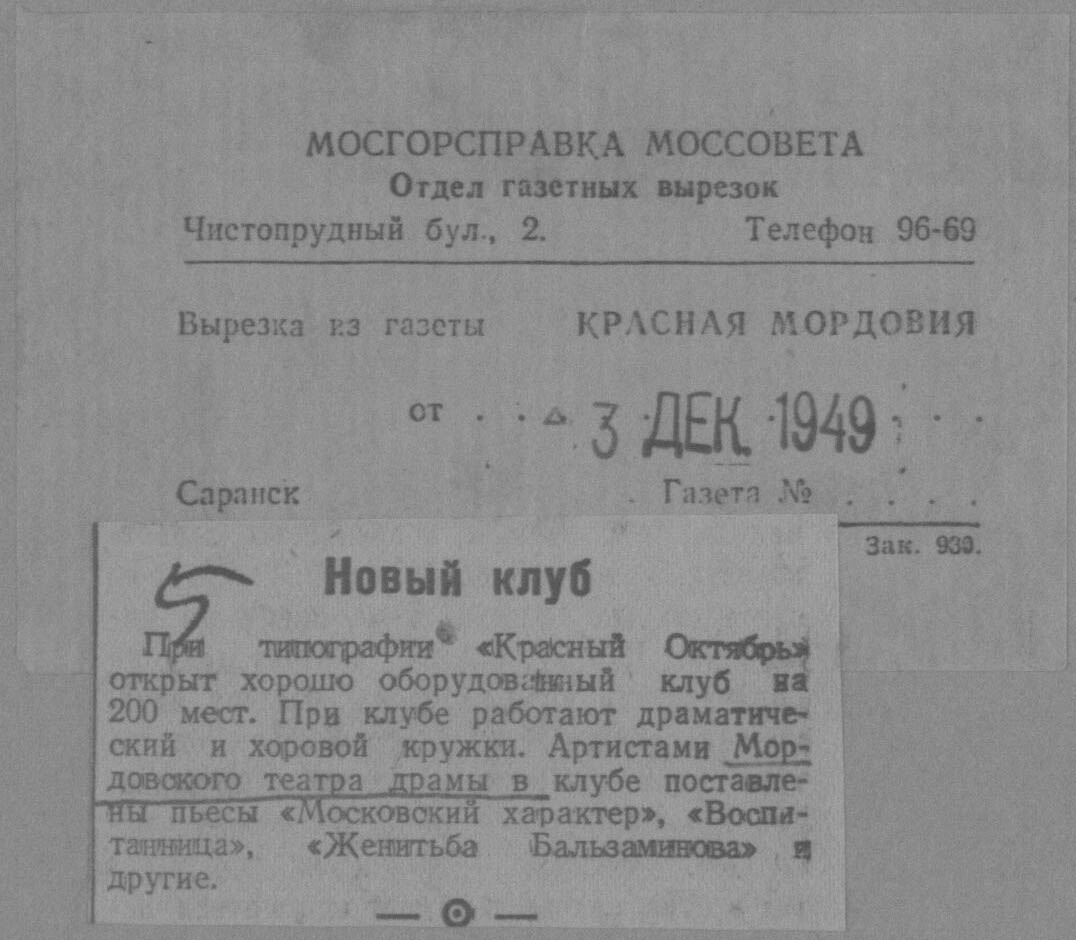 МОСГОРСПРАВКА МОССОВЕТА
Отдел газетных вырезок
Чистопрудный бул., 2. Телефон 96-69
Вырезка из газеты КРАСНАЯ МОРДОВИЯ
от . . 3 ДЕК. 1949 . .
Саранск . Газета № . . . .
Зак. 930.
5
Новый клуб
При типографии «Красный Октябрь»
открыт хорошо оборудованный клуб на
200 мест. При клубе работают драматиче-
ский и хоровой кружки. Артистами Мор-
довского театра драмы в клубе поставле-
ны пьесы «Московский характер», «Воспи-
танница», «Женитьба Бальзаминова» и
другие.